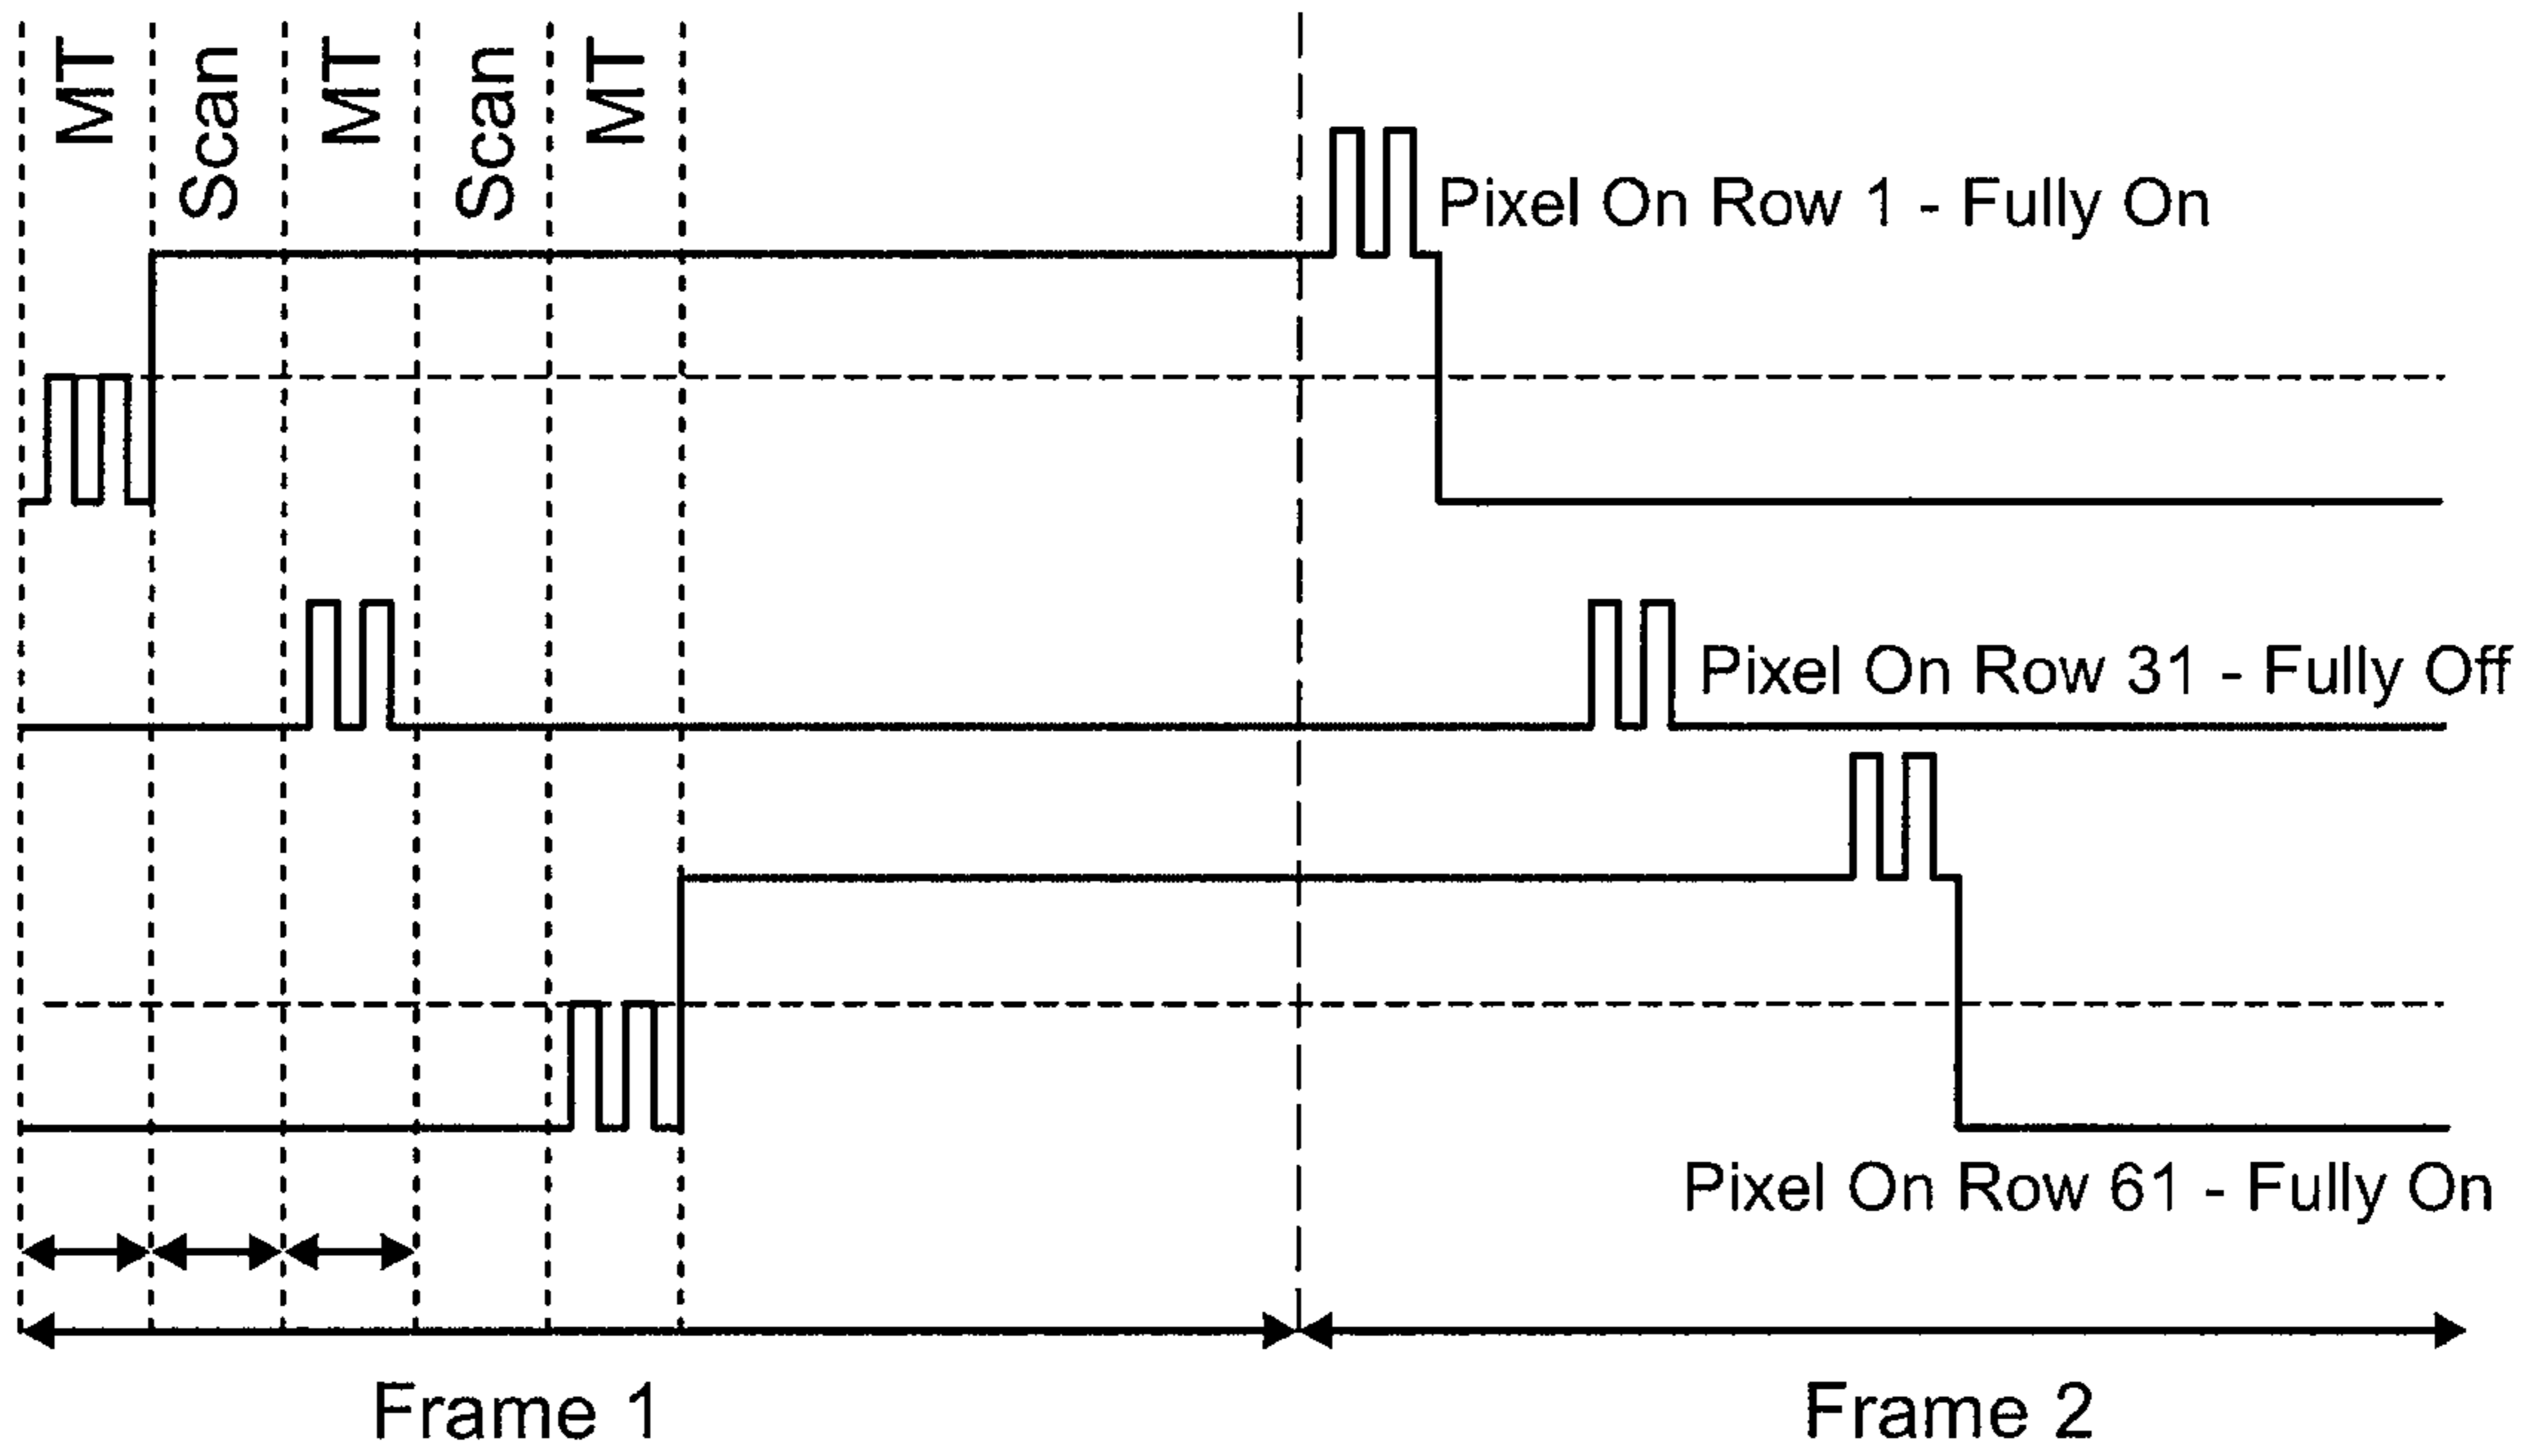 MT
Scan
MT
Scan
MT
Pixel On Row 1 - Fully On
Pixel On Row 31 - Fully Off
Pixel On Row 61 - Fully On
Frame 1
Frame 2